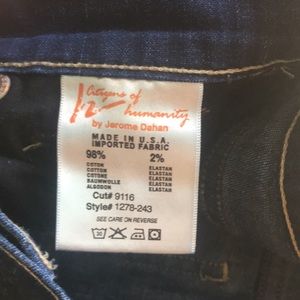 Citizens of
humanity
by Jerome Dahan
MADE IN U.S.A.
IMPORTED FABRIC
98% 2%
COTTON ELASTAN
COTTON ELASTAN
COTONE ELASTAN
BAUMWOLLE ELASTAN
ALGODON ELASTAN
Cut# 9116
Style# 1278-243
SEE CARE ON REVERSE
30